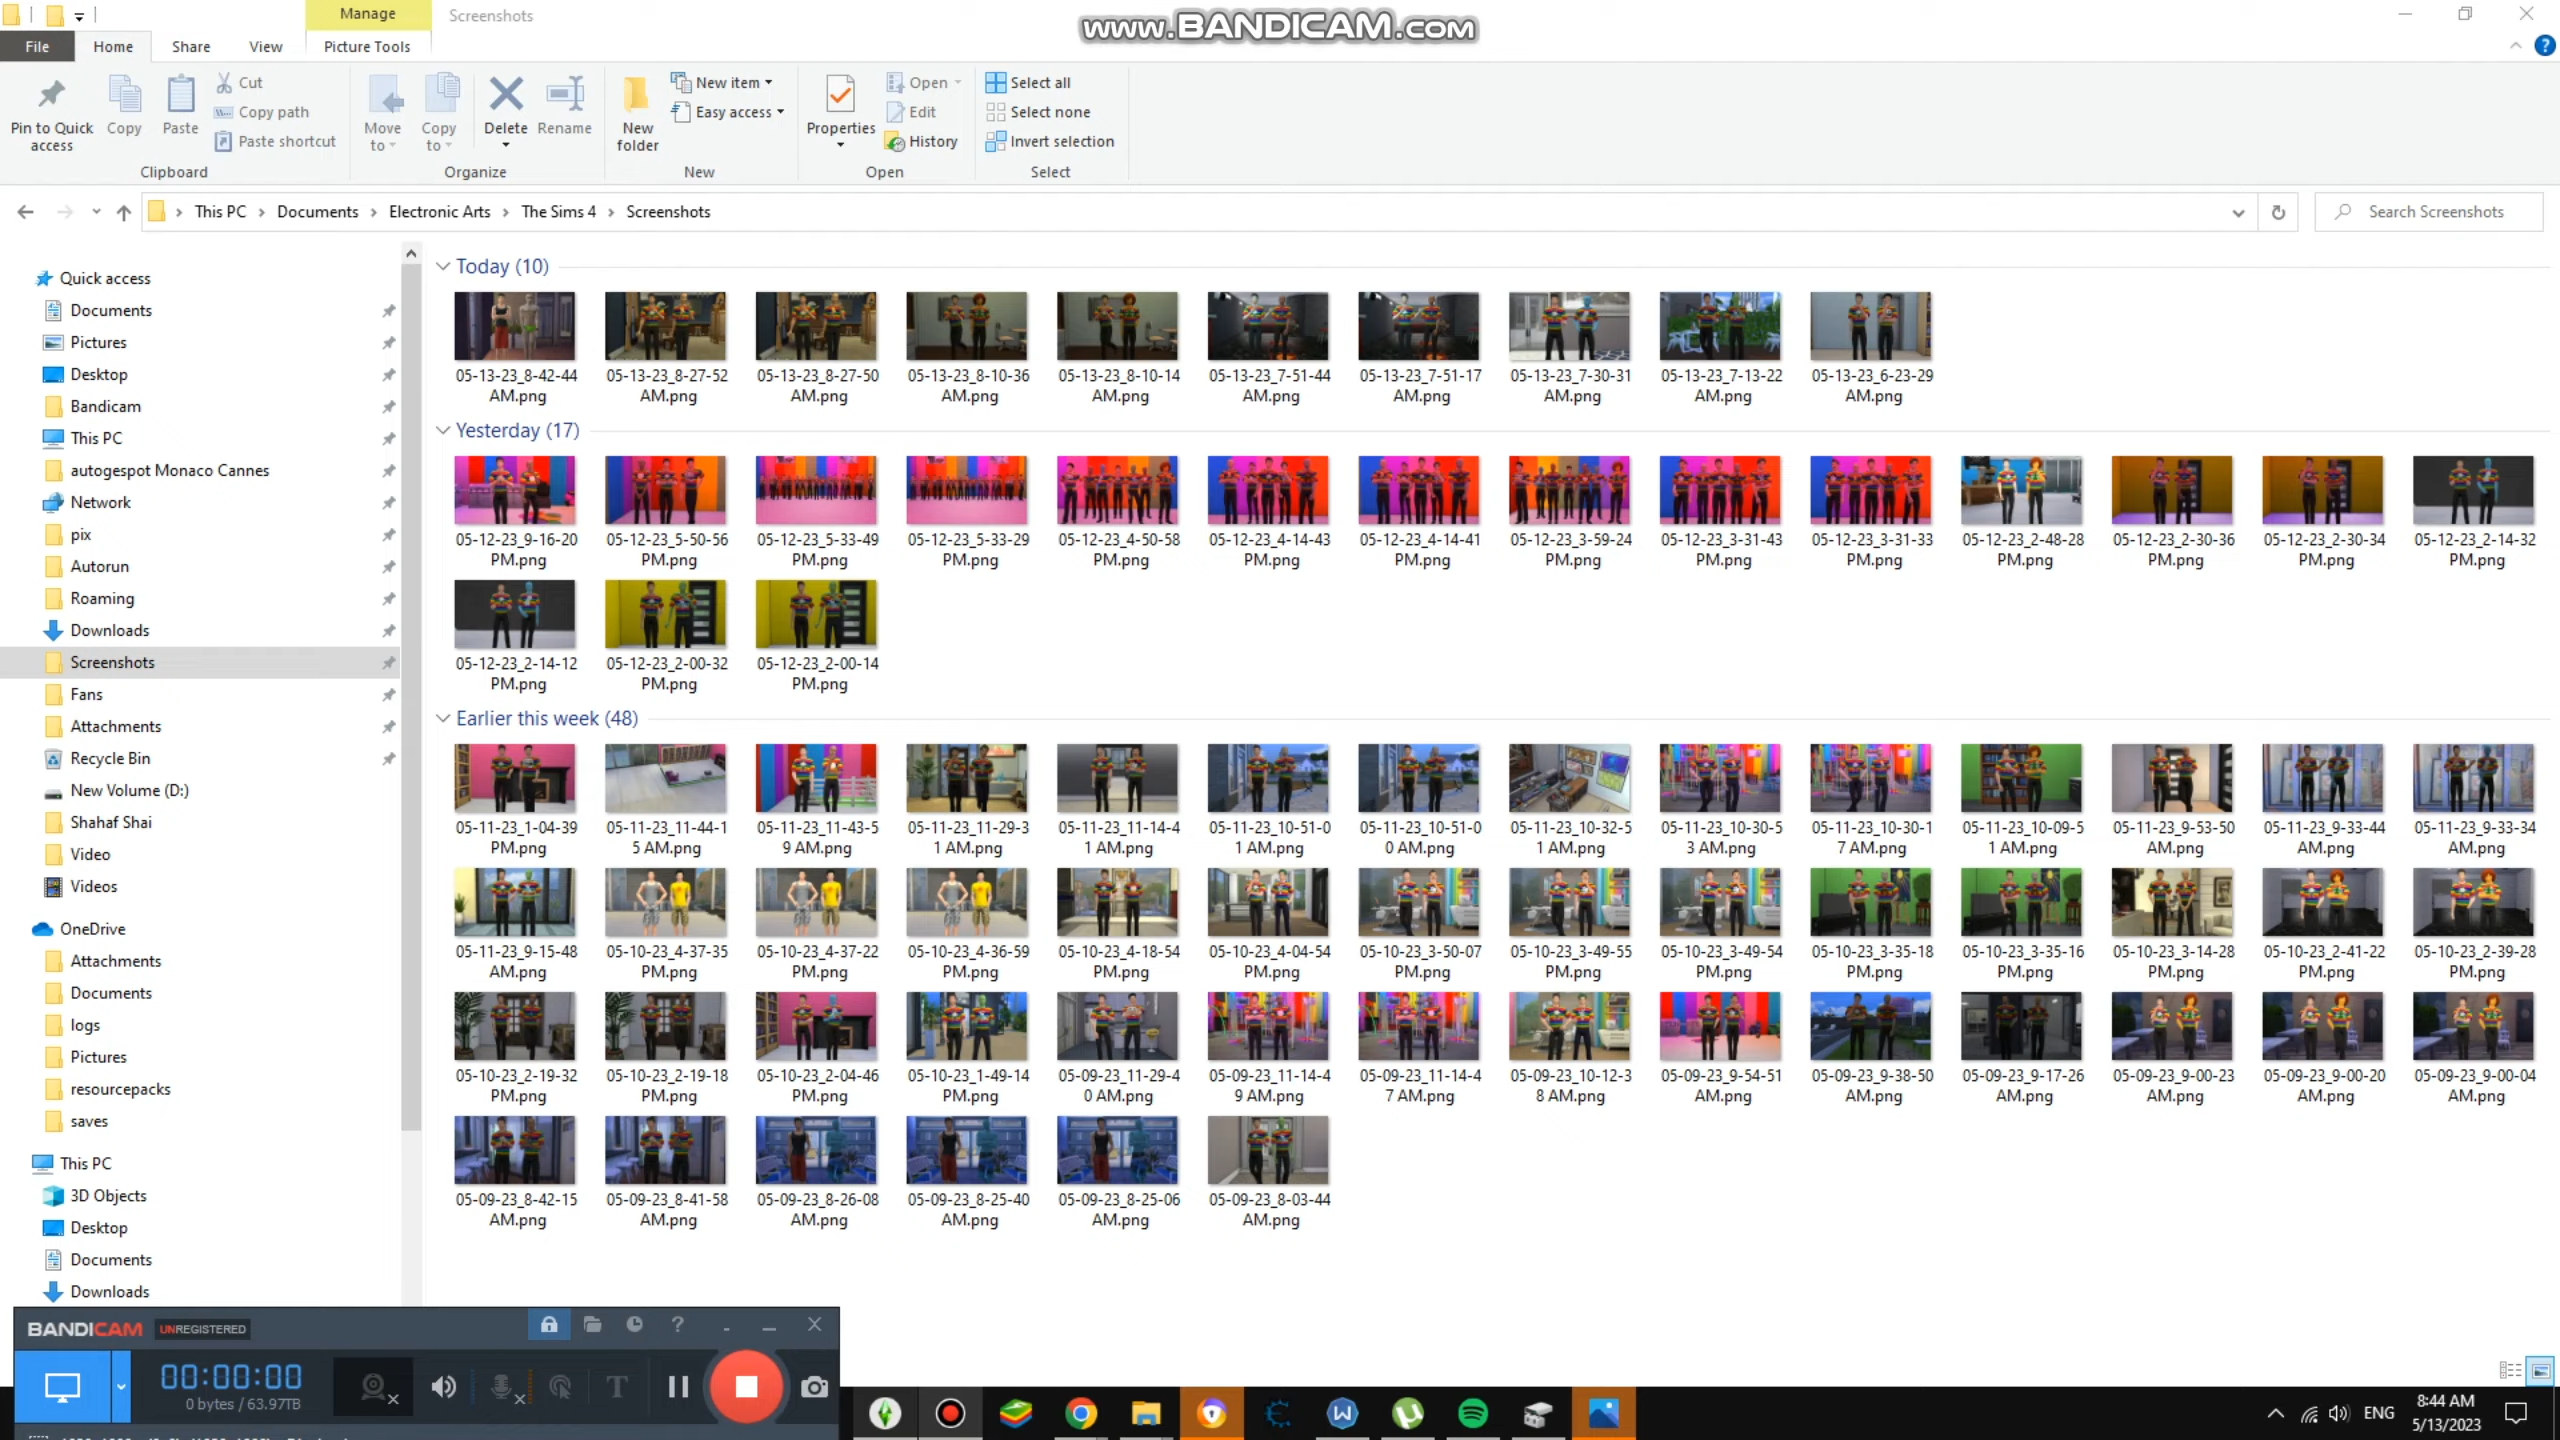 Manage
Screenshots
www.BANDICAM.com
File
Home
Share
View
Picture Tools
Pin to Quick access
Copy
Paste
Cut
Copy path
Paste shortcut
Clipboard
Move to
Copy to
Delete
Rename
Organize
New folder
New item
Easy access
New
Properties
Open
Edit
History
Open
Select all
Select none
Invert selection
Select
This PC > Documents > Electronic Arts > The Sims 4 > Screenshots
Search Screenshots
Quick access
Documents
Pictures
Desktop
Bandicam
This PC
autogespot Monaco Cannes
Network
pix
Autorun
Roaming
Downloads
Screenshots
Fans
Attachments
Recycle Bin
New Volume (D:)
Shahaf Shai
Video
Videos
OneDrive
Attachments
Documents
logs
Pictures
resourcepacks
saves
This PC
3D Objects
Desktop
Documents
Downloads
Today (10)
05-13-23_8-42-44 AM.png
05-13-23_8-27-52 AM.png
05-13-23_8-27-50 AM.png
05-13-23_8-10-36 AM.png
05-13-23_8-10-14 AM.png
05-13-23_7-51-44 AM.png
05-13-23_7-51-17 AM.png
05-13-23_7-30-31 AM.png
05-13-23_7-13-22 AM.png
05-13-23_6-23-29 AM.png
Yesterday (17)
05-12-23_9-16-20 PM.png
05-12-23_5-50-56 PM.png
05-12-23_5-33-49 PM.png
05-12-23_5-33-29 PM.png
05-12-23_4-50-58 PM.png
05-12-23_4-14-43 PM.png
05-12-23_4-14-41 PM.png
05-12-23_3-59-24 PM.png
05-12-23_3-31-43 PM.png
05-12-23_3-31-33 PM.png
05-12-23_2-48-28 PM.png
05-12-23_2-30-36 PM.png
05-12-23_2-30-34 PM.png
05-12-23_2-14-32 PM.png
05-12-23_2-14-12 PM.png
05-12-23_2-00-32 PM.png
05-12-23_2-00-14 PM.png
Earlier this week (48)
05-11-23_1-04-39 PM.png
05-11-23_11-44-15 AM.png
05-11-23_11-43-59 AM.png
05-11-23_11-29-31 AM.png
05-11-23_11-14-41 AM.png
05-11-23_10-51-01 AM.png
05-11-23_10-51-00 AM.png
05-11-23_10-32-51 AM.png
05-11-23_10-30-53 AM.png
05-11-23_10-30-17 AM.png
05-11-23_10-09-51 AM.png
05-11-23_9-53-50 AM.png
05-11-23_9-33-44 AM.png
05-11-23_9-33-34 AM.png
05-11-23_9-15-48 AM.png
05-10-23_4-37-35 PM.png
05-10-23_4-37-22 PM.png
05-10-23_4-36-59 PM.png
05-10-23_4-18-54 PM.png
05-10-23_4-04-54 PM.png
05-10-23_3-50-07 PM.png
05-10-23_3-49-55 PM.png
05-10-23_3-49-54 PM.png
05-10-23_3-35-18 PM.png
05-10-23_3-35-16 PM.png
05-10-23_3-14-28 PM.png
05-10-23_2-41-22 PM.png
05-10-23_2-39-28 PM.png
05-10-23_2-19-32 PM.png
05-10-23_2-19-18 PM.png
05-10-23_2-04-46 PM.png
05-10-23_1-49-14 PM.png
05-09-23_11-29-40 AM.png
05-09-23_11-14-49 AM.png
05-09-23_11-14-47 AM.png
05-09-23_10-12-38 AM.png
05-09-23_9-54-51 AM.png
05-09-23_9-38-50 AM.png
05-09-23_9-17-26 AM.png
05-09-23_9-00-23 AM.png
05-09-23_9-00-20 AM.png
05-09-23_9-00-04 AM.png
05-09-23_8-42-15 AM.png
05-09-23_8-41-58 AM.png
05-09-23_8-26-08 AM.png
05-09-23_8-25-40 AM.png
05-09-23_8-25-06 AM.png
05-09-23_8-03-44 AM.png
BANDICAM UNREGISTERED
00:00:00
0 bytes / 63.97TB
ENG
8:44 AM
5/13/2023